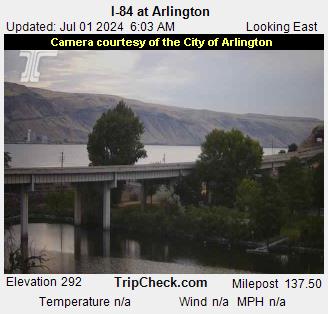 I-84 at Arlington
Updated: Jul 01 2024 6:03 AM Looking East
Camera courtesy of the City of Arlington
Elevation 292 TripCheck.com Milepost 137.50
Temperature n/a Wind n/a MPH n/a